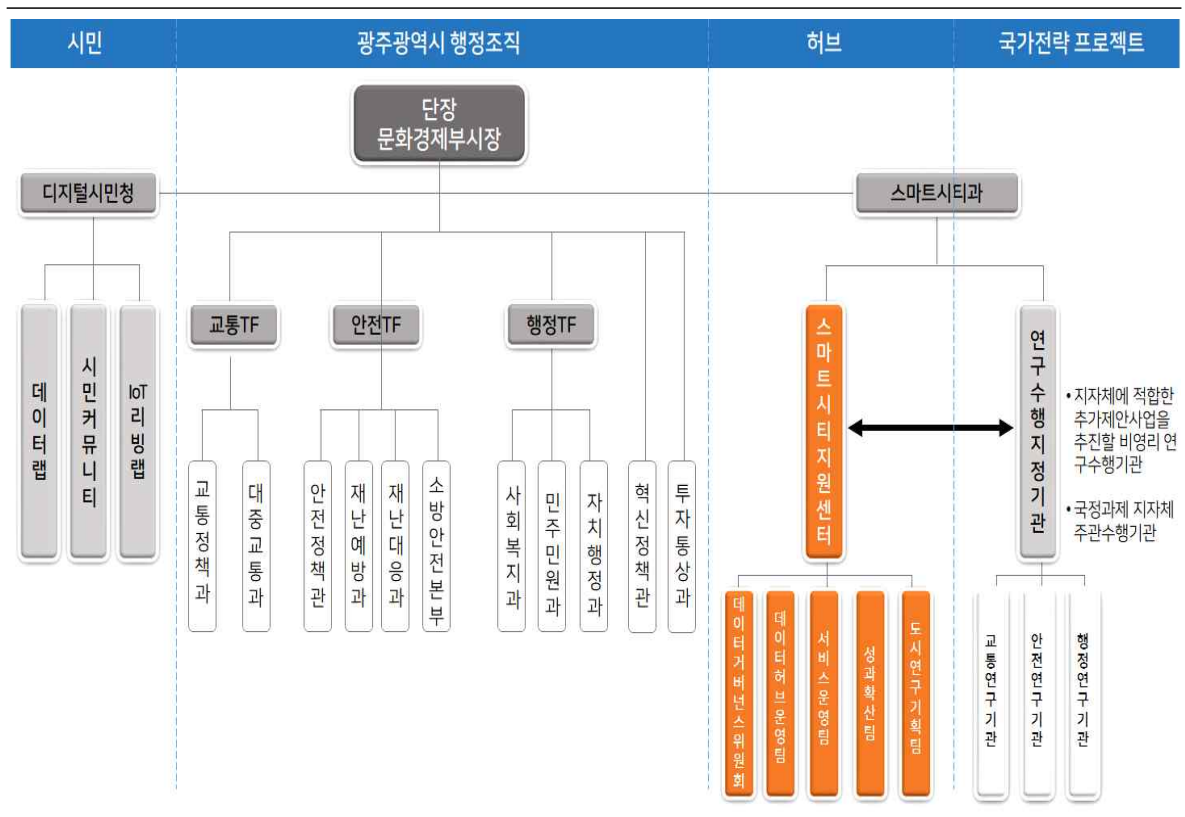 시민
광주광역시 행정조직
허브
국가전략 프로젝트
단장
문화경제부시장
디지털시민청
스마트시티과
데이터랩
시민커뮤니티
IoT리빙랩
교통TF
안전TF
행정TF
교통정책과
대중교통과
안전정책관
재난예방과
재난대응과
소방안전본부
사회복지과
민주민원과
자치행정과
혁신정책관
투자통상과
스마트시티지원센터
연구수행지정기관
• 지자체에 적합한
추가제안사업을
추진할 비영리 연
구수행기관
• 국정과제 지자체
주관수행기관
데이터거버넌스위원회
데이터허브운영팀
서비스운영팀
성과확산팀
도시연구기획팀
교통연구기관
안전연구기관
행정연구기관